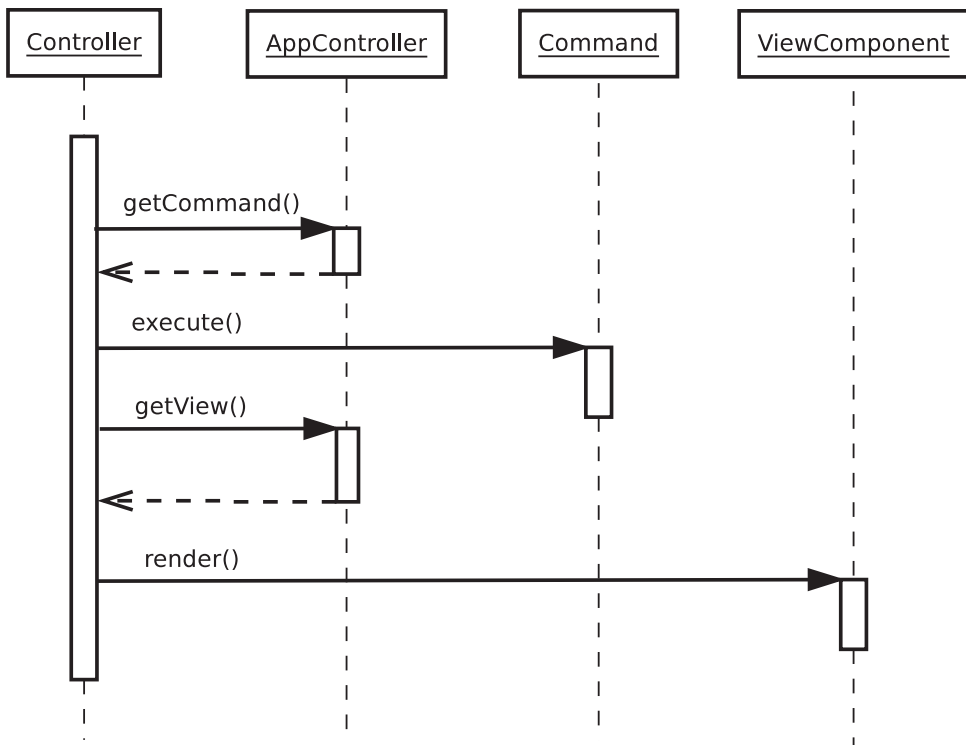 Controller
AppController
Command
ViewComponent
getCommand()
execute()
getView()
render()